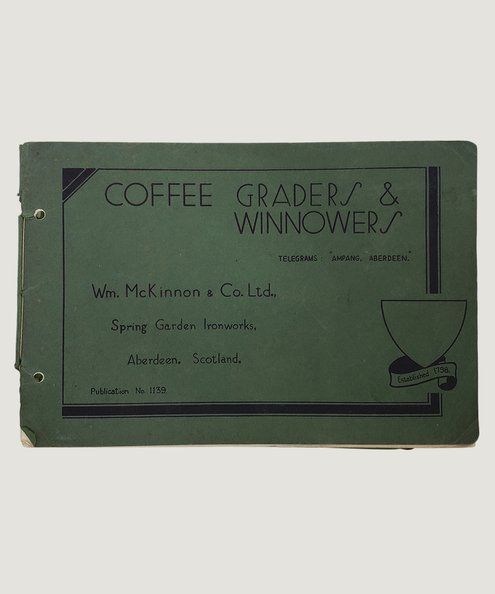 COFFEE GRADERS &
WINNOWERS
TELEGRAMS: "AMPANG, ABERDEEN."
Wm. McKinnon & Co. Ltd.,
Spring Garden Ironworks,
Aberdeen. Scotland.
Established 1798.
Publication No. 1139